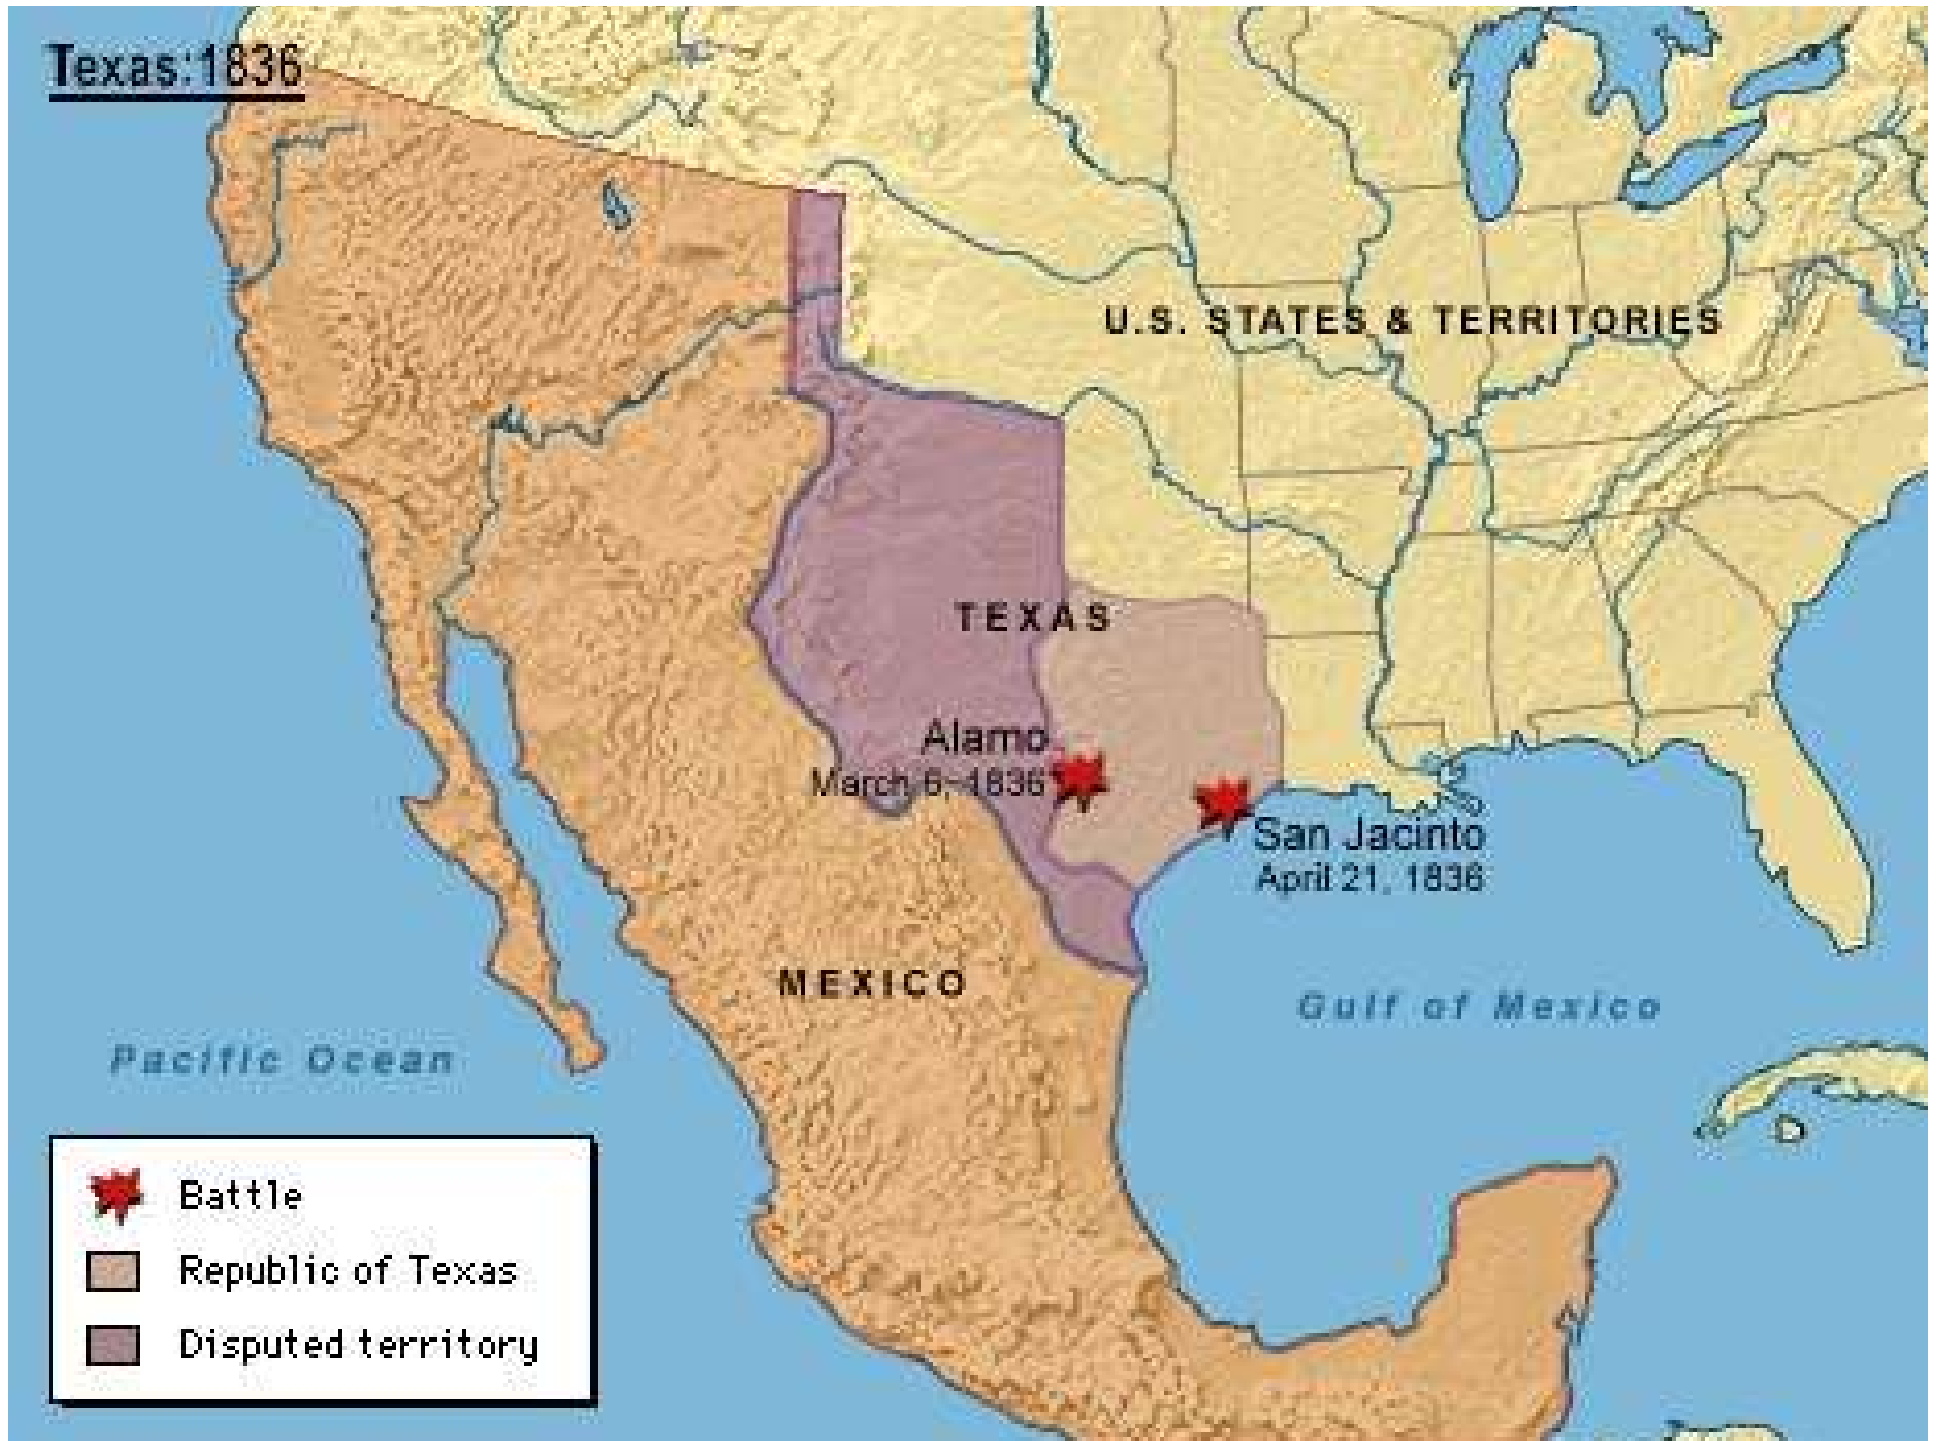 Texas:1836
U.S. STATES & TERRITORIES
TEXAS
Alamo
March 6, 1836
San Jacinto
April 21, 1836
MEXICO
Gulf of Mexico
Pacific Ocean
Battle
Republic of Texas
Disputed territory